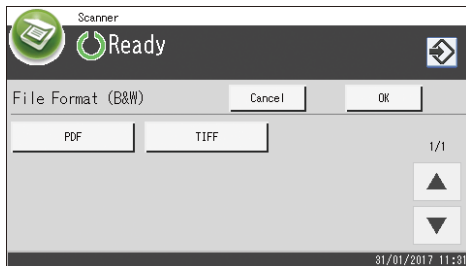 Scanner
Ready
File Format (B&W) Cancel OK
PDF TIFF
1/1
31/01/2017 11:31